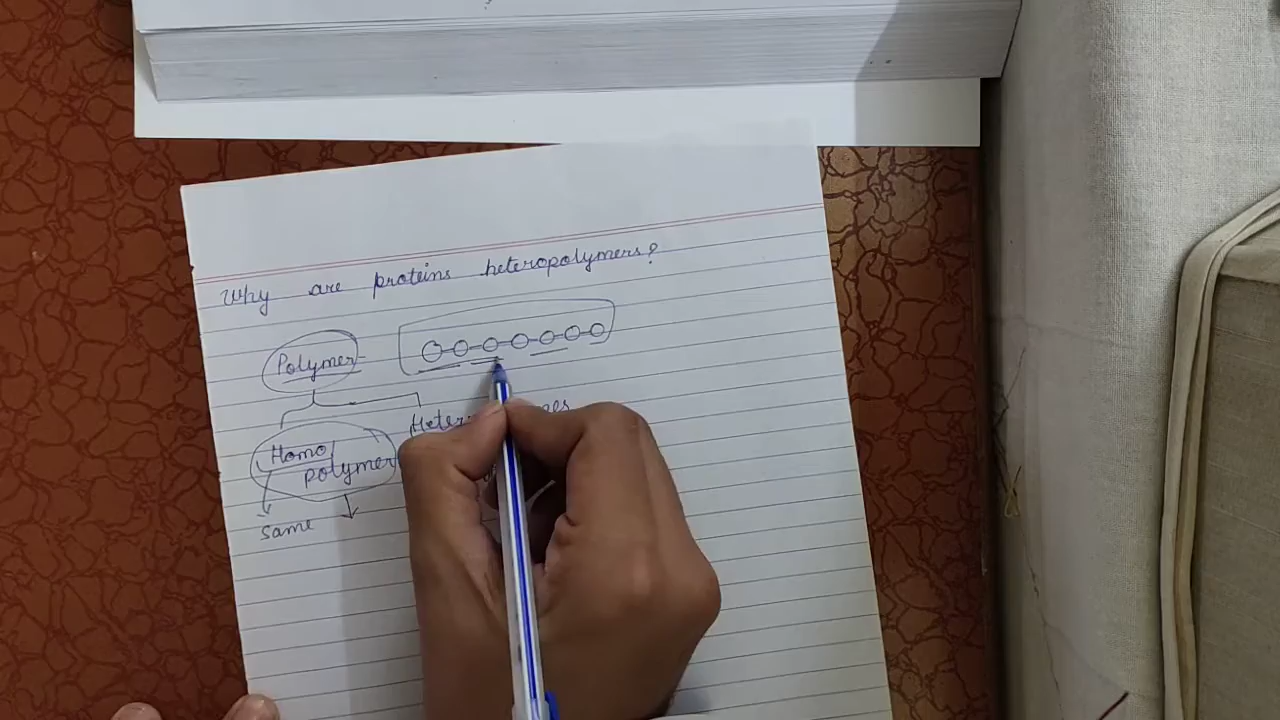 Why are proteins heteropolymers?
Polymer
Homo
polymer
same